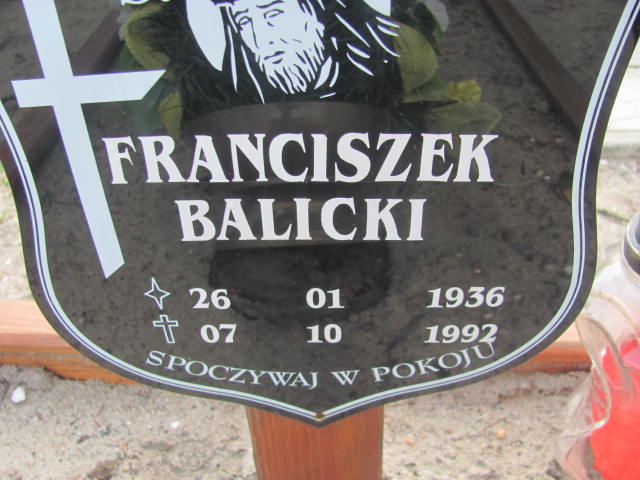 FRANCISZEK
BALICKI
26 01 1936
07 10 1992
SPOCZYWAJ W POKOJU